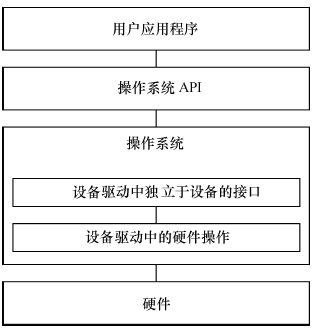 用户应用程序
操作系统 API
操作系统
设备驱动中独立于设备的接口
设备驱动中的硬件操作
硬件